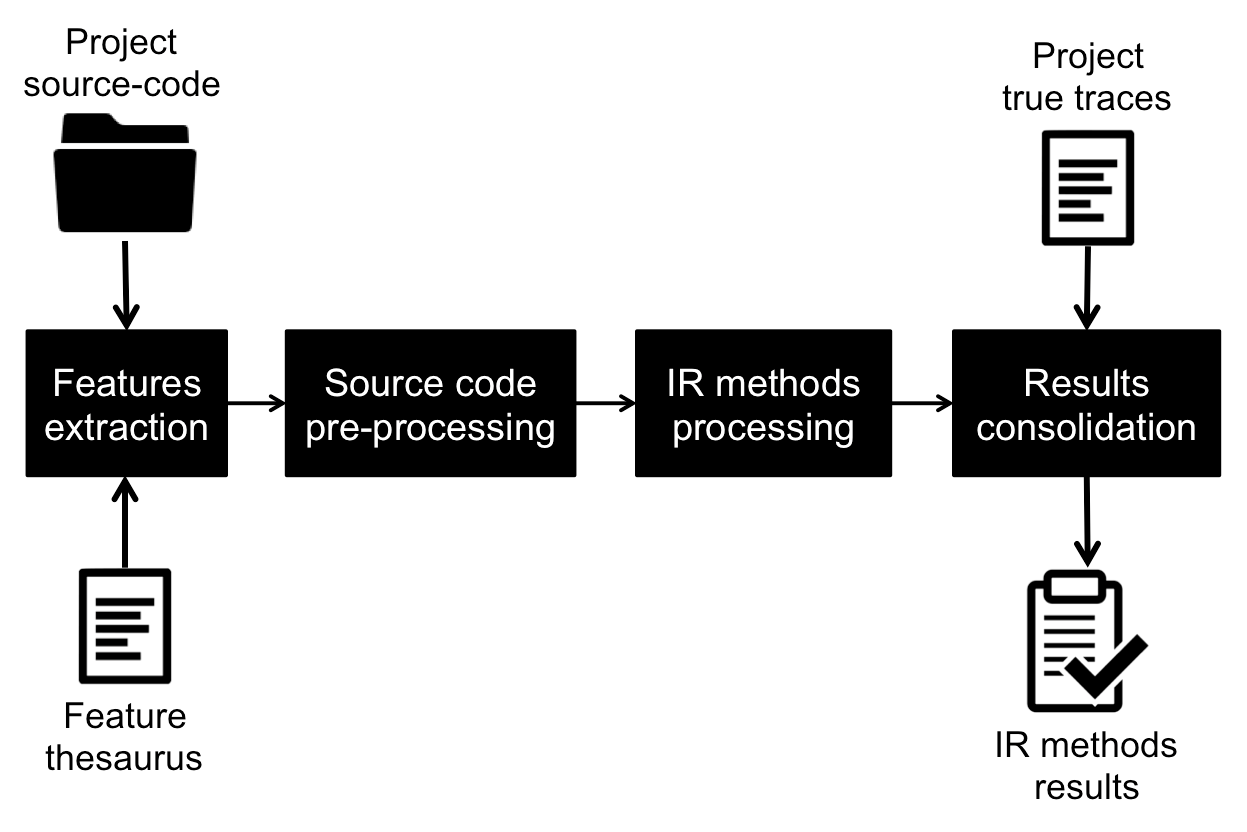 Project
source-code
Project
true traces
Features
extraction
Source code
pre-processing
IR methods
processing
Results
consolidation
Feature
thesaurus
IR methods
results